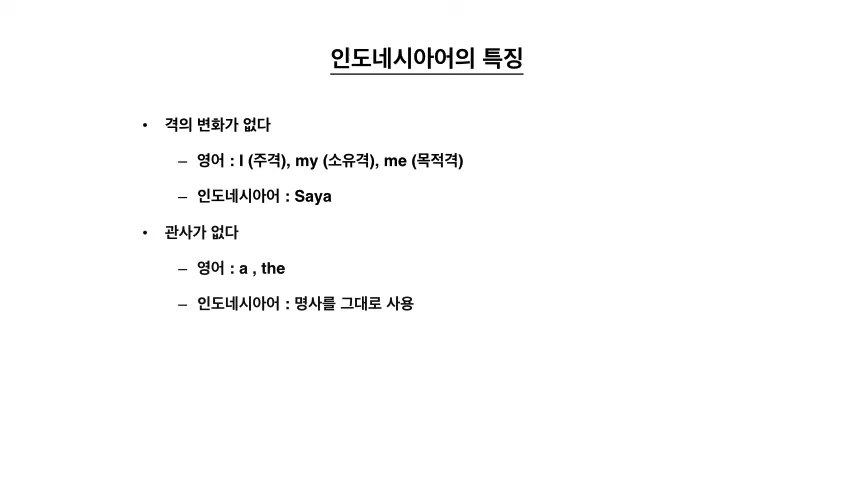 인도네시아어의 특징
• 격의 변화가 없다
– 영어 : I (주격), my (소유격), me (목적격)
– 인도네시아어 : Saya
• 관사가 없다
– 영어 : a , the
– 인도네시아어 : 명사를 그대로 사용